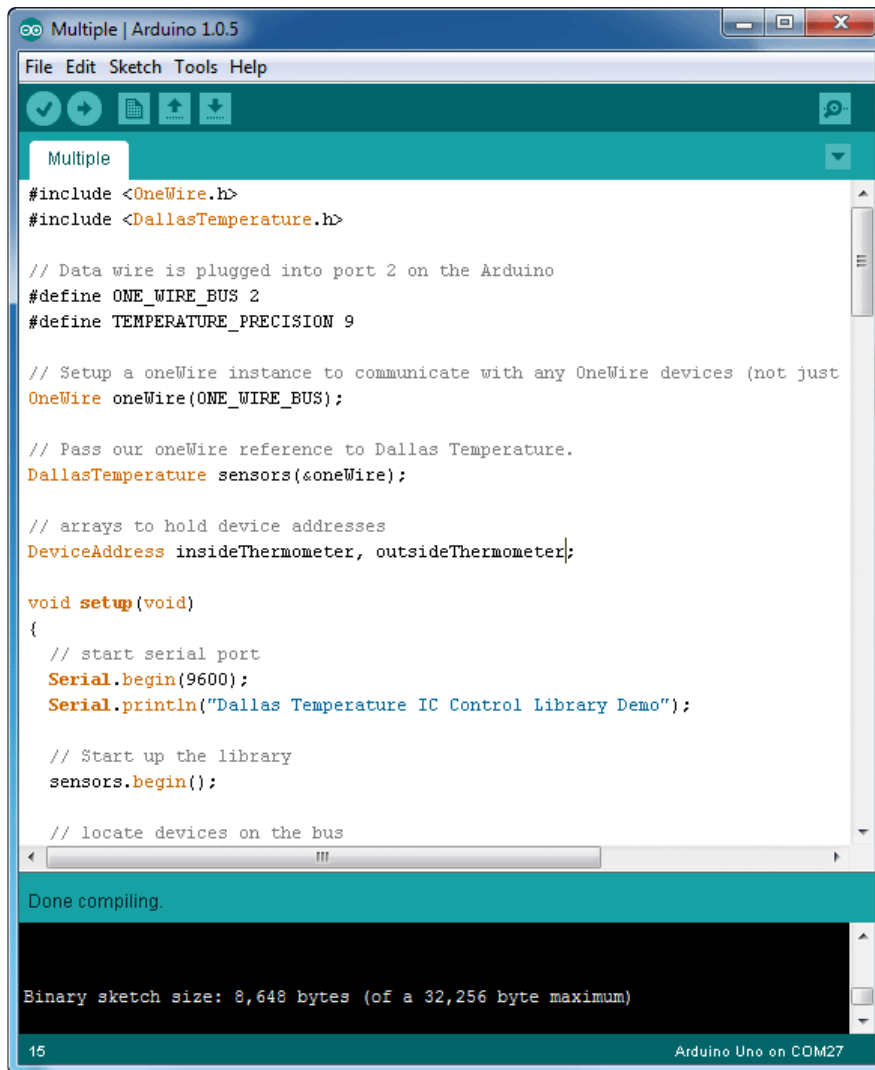 Multiple | Arduino 1.0.5
File Edit Sketch Tools Help
Multiple
#include <OneWire.h>
#include <DallasTemperature.h>
// Data wire is plugged into port 2 on the Arduino
#define ONE_WIRE_BUS 2
#define TEMPERATURE_PRECISION 9
// Setup a oneWire instance to communicate with any OneWire devices (not just
OneWire oneWire(ONE_WIRE_BUS);
// Pass our oneWire reference to Dallas Temperature.
DallasTemperature sensors(&oneWire);
// arrays to hold device addresses
DeviceAddress insideThermometer, outsideThermometer;
void setup(void)
{
// start serial port
Serial.begin(9600);
Serial.println("Dallas Temperature IC Control Library Demo");
// Start up the library
sensors.begin();
// locate devices on the bus
Done compiling.
Binary sketch size: 8,648 bytes (of a 32,256 byte maximum)
15 Arduino Uno on COM27